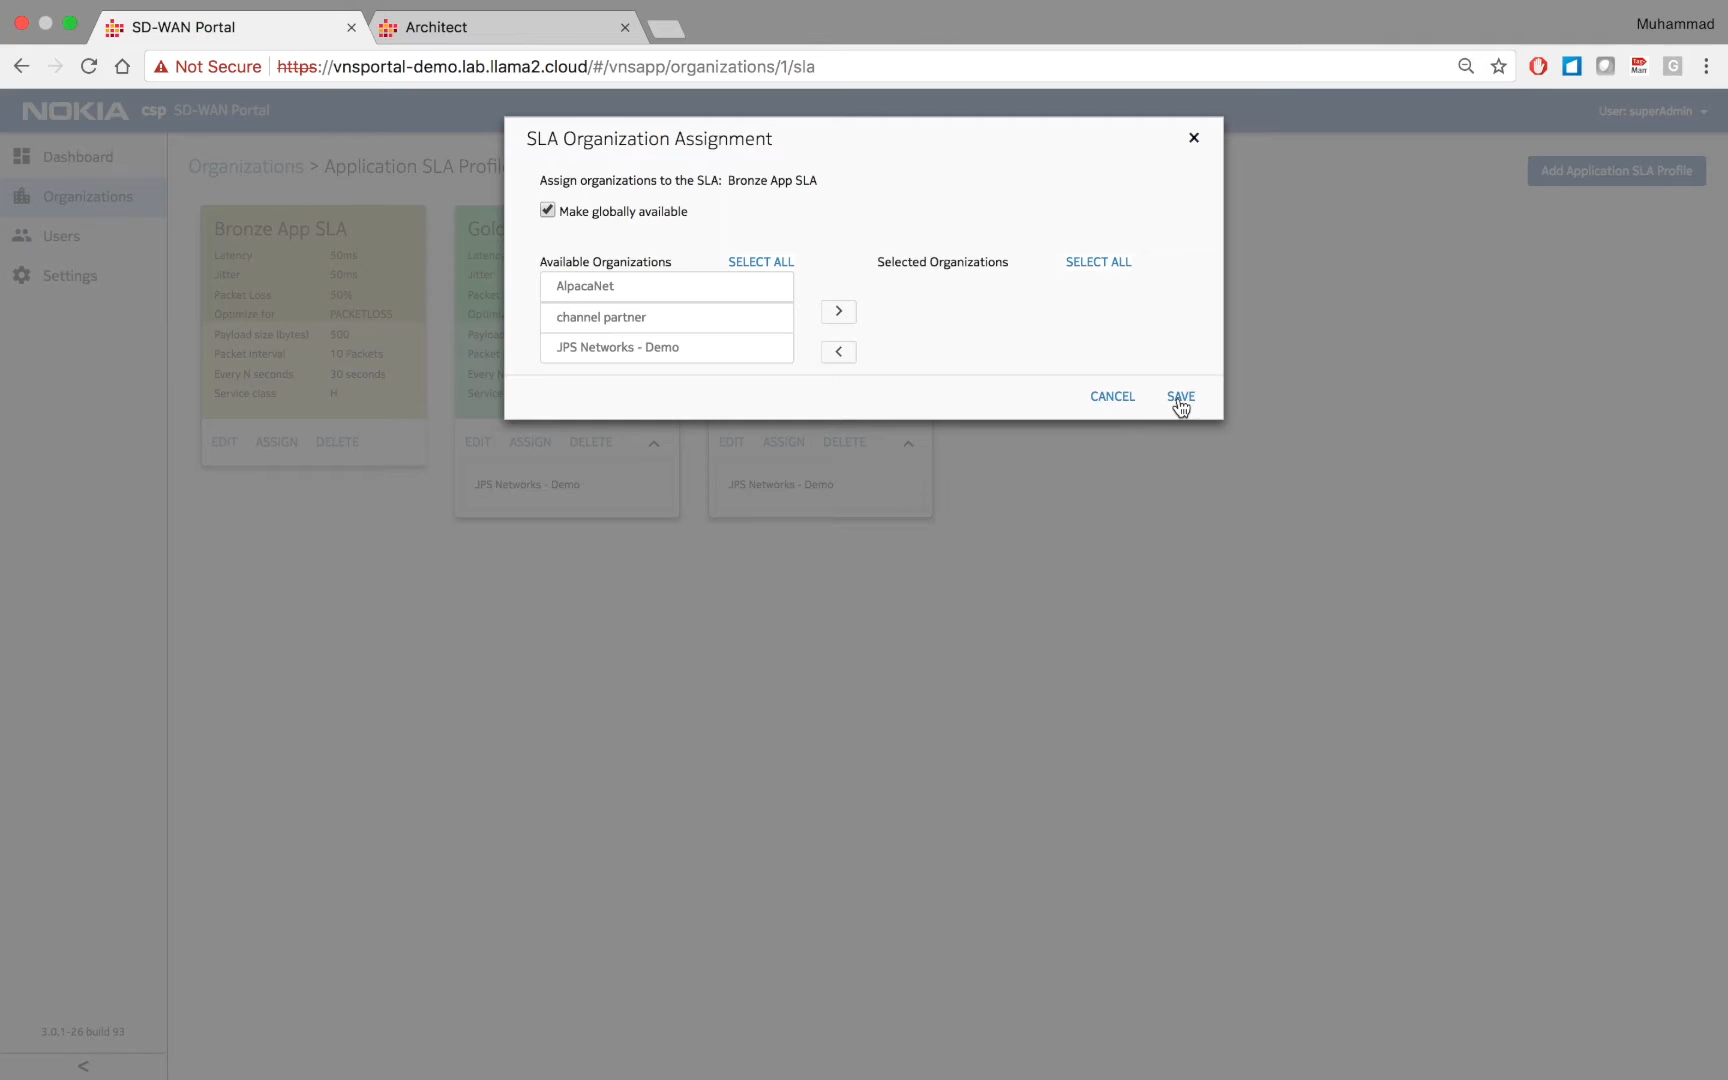 SD-WAN Portal
Architect
Muhammad
Not Secure https://vnsportal-demo.lab.llama2.cloud/#/vnsapp/organizations/1/sla
NOKIA csp SD-WAN Portal
User: superAdmin
Dashboard
Organizations
Users
Settings
Organizations > Application SLA Profile
Add Application SLA Profile
SLA Organization Assignment
Assign organizations to the SLA: Bronze App SLA
Make globally available
Available Organizations SELECT ALL
Selected Organizations SELECT ALL
AlpacaNet
channel partner
JPS Networks - Demo
>
<
CANCEL SAVE
Bronze App SLA
Latency 50ms
Jitter 50ms
Packet Loss 50%
Optimize for PACKETLOSS
Payload size (bytes) 500
Packet Interval 10 Packets
Every N seconds 30 seconds
Service class H
EDIT ASSIGN DELETE
Gold
Latency
Jitter
Packet
Optimi
Payload
Packet
Every N
Service
EDIT ASSIGN DELETE
JPS Networks - Demo
EDIT ASSIGN DELETE
JPS Networks - Demo
3.0.1-26 build 93
<